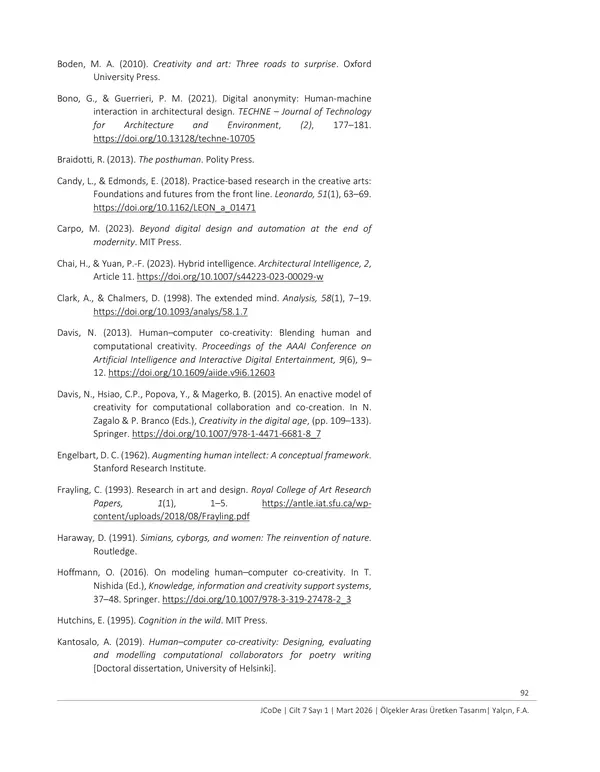 Boden, M. A. (2010). Creativity and art: Three roads to surprise. Oxford
University Press.
Bono, G., & Guerrieri, P. M. (2021). Digital anonymity: Human-machine
interaction in architectural design. TECHNE – Journal of Technology
for Architecture and Environment, (2), 177–181.
https://doi.org/10.13128/techne-10705
Braidotti, R. (2013). The posthuman. Polity Press.
Candy, L., & Edmonds, E. (2018). Practice-based research in the creative arts:
Foundations and futures from the front line. Leonardo, 51(1), 63–69.
https://doi.org/10.1162/LEON_a_01471
Carpo, M. (2023). Beyond digital design and automation at the end of
modernity. MIT Press.
Chai, H., & Yuan, P.-F. (2023). Hybrid intelligence. Architectural Intelligence, 2,
Article 11. https://doi.org/10.1007/s44223-023-00029-w
Clark, A., & Chalmers, D. (1998). The extended mind. Analysis, 58(1), 7–19.
https://doi.org/10.1093/analys/58.1.7
Davis, N. (2013). Human–computer co-creativity: Blending human and
computational creativity. Proceedings of the AAAI Conference on
Artificial Intelligence and Interactive Digital Entertainment, 9(6), 9–
12. https://doi.org/10.1609/aiide.v9i6.12603
Davis, N., Hsiao, C.P., Popova, Y., & Magerko, B. (2015). An enactive model of
creativity for computational collaboration and co-creation. In N.
Zagalo & P. Branco (Eds.), Creativity in the digital age, (pp. 109–133).
Springer. https://doi.org/10.1007/978-1-4471-6681-8_7
Engelbart, D. C. (1962). Augmenting human intellect: A conceptual framework.
Stanford Research Institute.
Frayling, C. (1993). Research in art and design. Royal College of Art Research
Papers, 1(1), 1–5. https://antle.iat.sfu.ca/wp-
content/uploads/2018/08/Frayling.pdf
Haraway, D. (1991). Simians, cyborgs, and women: The reinvention of nature.
Routledge.
Hoffmann, O. (2016). On modeling human–computer co-creativity. In T.
Nishida (Ed.), Knowledge, information and creativity support systems,
37–48. Springer. https://doi.org/10.1007/978-3-319-27478-2_3
Hutchins, E. (1995). Cognition in the wild. MIT Press.
Kantosalo, A. (2019). Human–computer co-creativity: Designing, evaluating
and modelling computational collaborators for poetry writing
[Doctoral dissertation, University of Helsinki].
92
JCoDe | Cilt 7 Sayı 1 | Mart 2026 | Ölçekler Arası Üretken Tasarım| Yalçın, F.A.